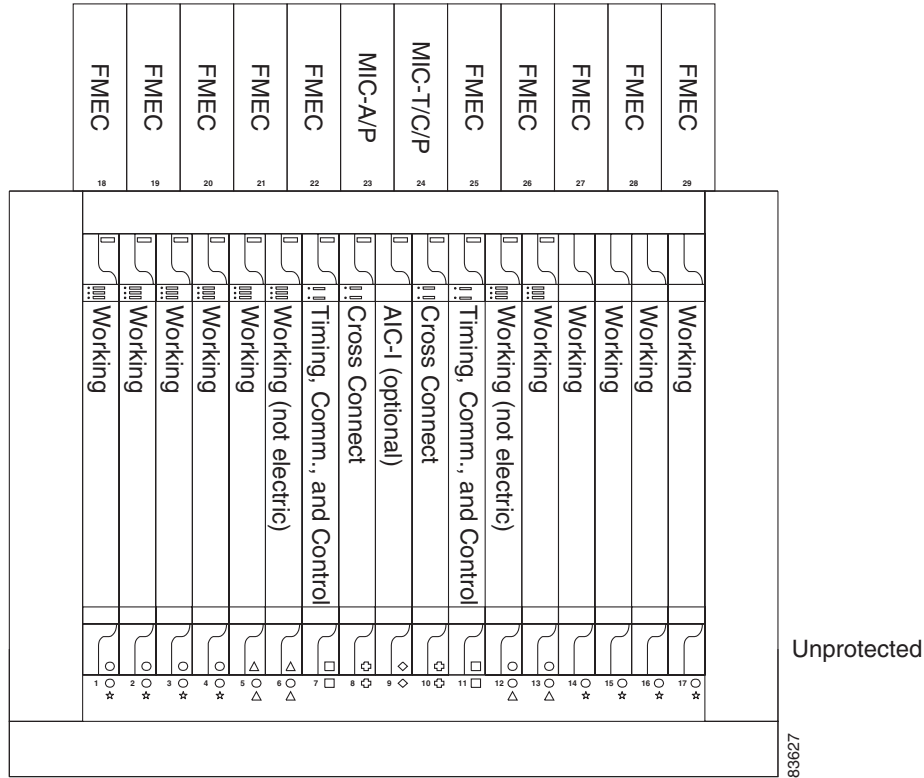 FMEC
FMEC
FMEC
FMEC
FMEC
MIC-A/P
MIC-T/C/P
FMEC
FMEC
FMEC
FMEC
FMEC
18
19
20
21
22
23
24
25
26
27
28
29
Working
Working
Working
Working
Working
Working (not electric)
Timing, Comm., and Control
Cross Connect
AIC-I (optional)
Cross Connect
Timing, Comm., and Control
Working (not electric)
Working
Working
Working
Working
Working
Unprotected
1
2
3
4
5
6
7
8
9
10
11
12
13
14
15
16
17
83627